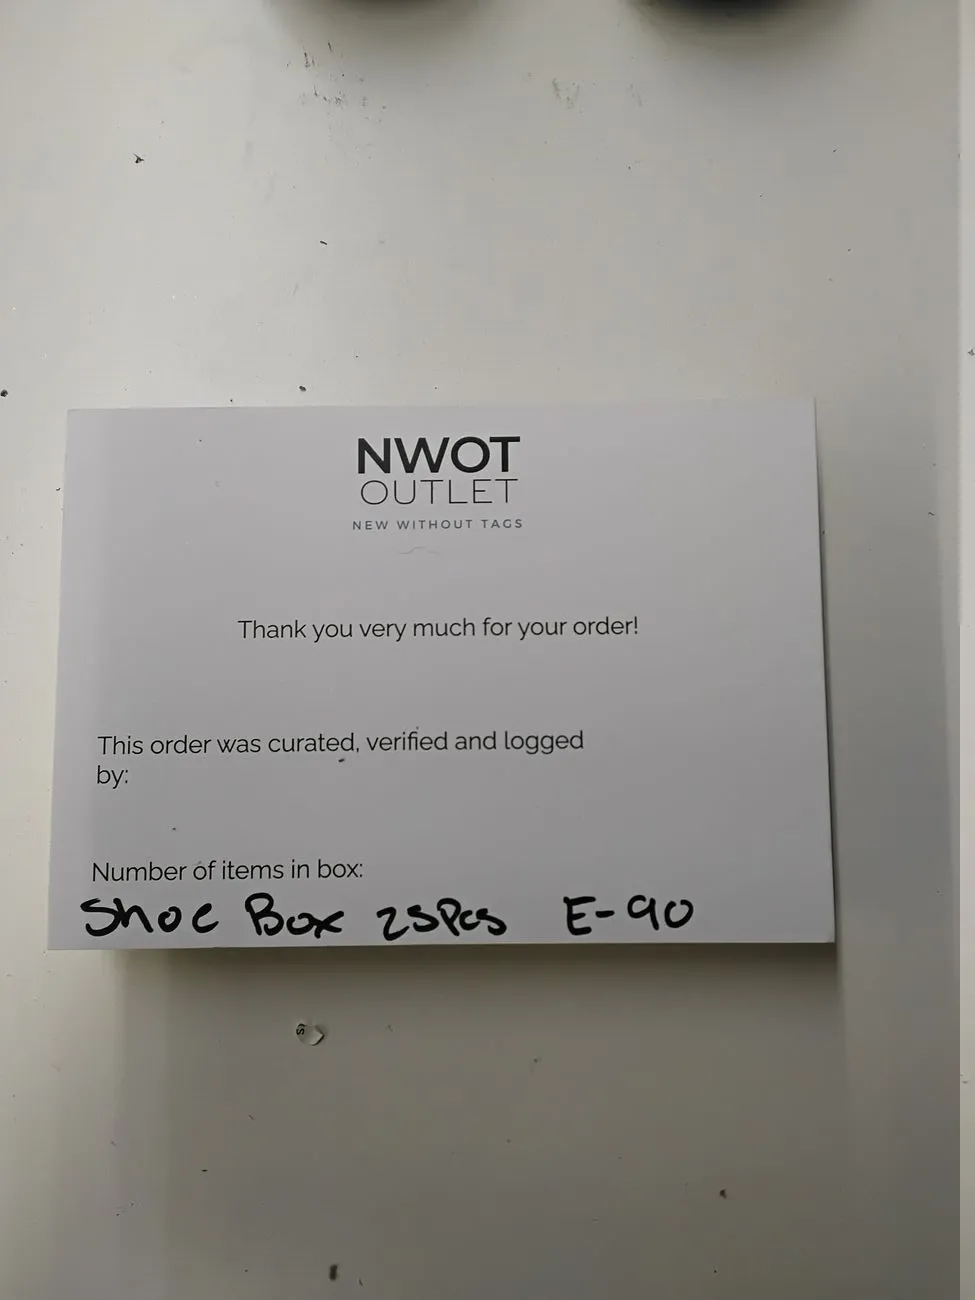 NWOT
OUTLET
NEW WITHOUT TAGS
Thank you very much for your order!
This order was curated, verified and logged
by:
Number of items in box:
Shoe Box 25Pcs E-90